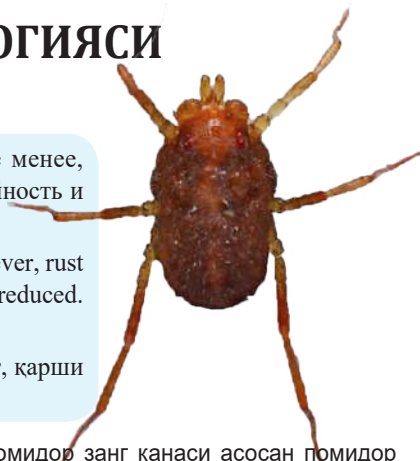 ОГИЯСИ
менее,
ность и
ver, rust
reduced.
, қарши
омидор занг канаси асосан помидор